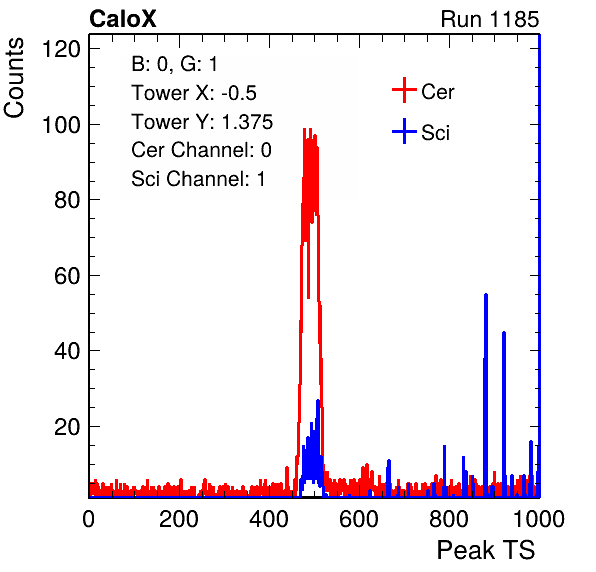 CaloX
Run 1185
Counts
120
100
80
60
40
20
B: 0, G: 1
Tower X: -0.5
Tower Y: 1.375
Cer Channel: 0
Sci Channel: 1
Cer
Sci
0 200 400 600 800 1000
Peak TS